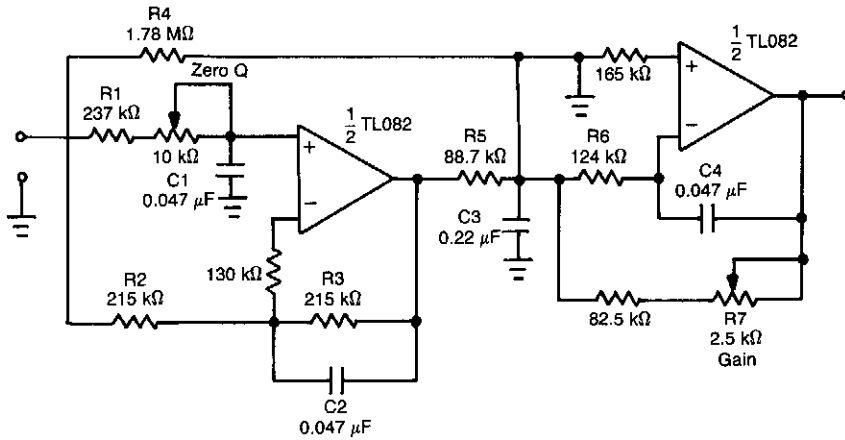 R4
1.78 MΩ
Zero Q
R1
237 kΩ
10 kΩ
C1
0.047 μF
+
−
1/2 TL082
130 kΩ
R2
215 kΩ
R3
215 kΩ
C2
0.047 μF
R5
88.7 kΩ
C3
0.22 μF
165 kΩ
+
−
1/2 TL082
R6
124 kΩ
C4
0.047 μF
82.5 kΩ
R7
2.5 kΩ
Gain